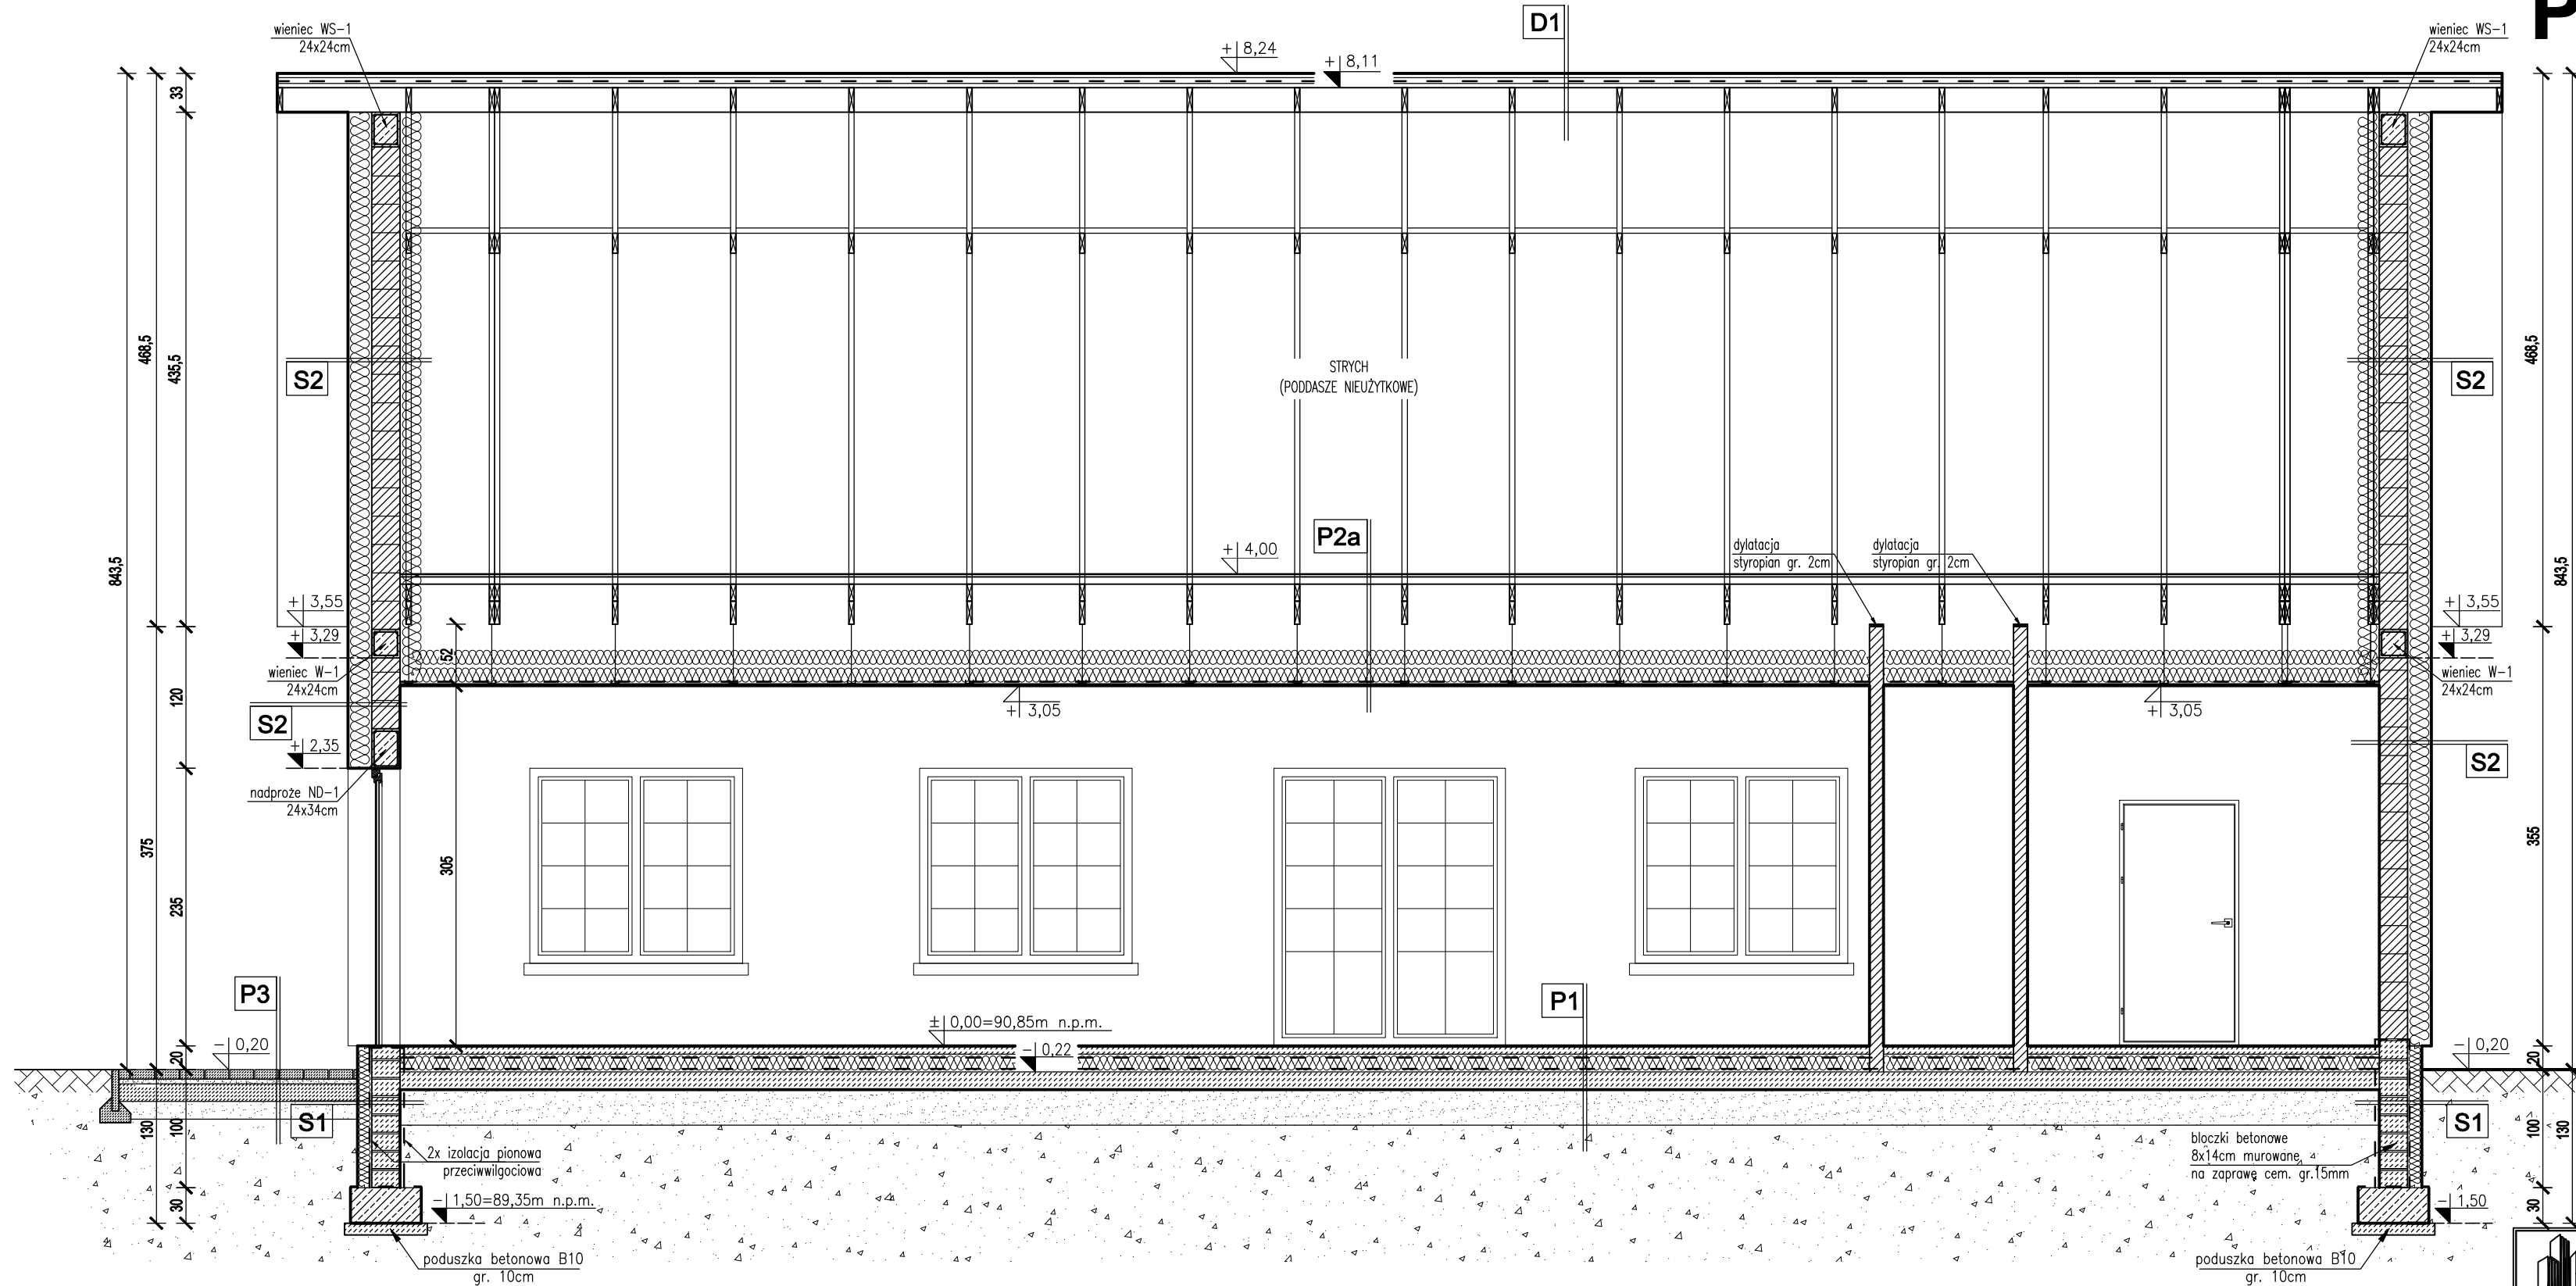 P
D1
wieniec WS-1
24x24cm
wieniec WS-1
24x24cm
+ 8,24
+ 8,11
33
468,5
435,5
843,5
S2
STRYCH
(PODDASZE NIEUŻYTKOWE)
S2
468,5
843,5
P2a
+ 4,00
dylatacja
styropian gr. 2cm
dylatacja
styropian gr. 2cm
+ 3,55
+ 3,29
wieniec W-1
24x24cm
52
+ 3,55
+ 3,29
wieniec W-1
24x24cm
120
S2
+ 3,05
+ 3,05
+ 2,35
S2
nadproże ND-1
24x34cm
375
235
305
355
P3
P1
± 0,00=90,85m n.p.m.
- 0,22
- 0,20
20
- 0,20
20
S1
S1
130
100
2x izolacja pionowa
przeciwwilgociowa
bloczki betonowe
8x14cm murowane
na zaprawę cem. gr.15mm
100
130
30
- 1,50=89,35m n.p.m.
- 1,50
30
poduszka betonowa B10
gr. 10cm
poduszka betonowa B10
gr. 10cm